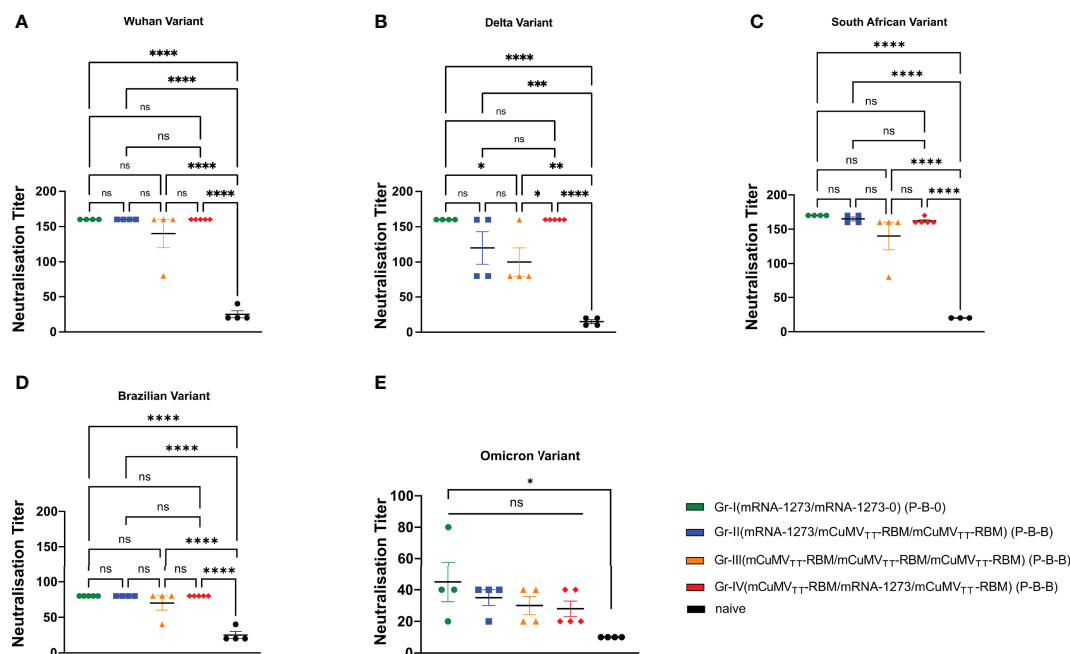 A
Wuhan Variant
****
****
ns
ns
ns
****
ns
ns
ns
****
Neutralisation Titer
200
150
100
50
0
B
Delta Variant
****
***
ns
ns
*
**
ns
ns
*
****
Neutralisation Titer
200
150
100
50
0
C
South African Variant
****
****
ns
ns
ns
****
ns
ns
ns
****
Neutralisation Titer
200
150
100
50
0
D
Brazilian Variant
****
****
ns
ns
ns
****
ns
ns
ns
****
Neutralisation Titer
200
150
100
50
0
E
Omicron Variant
*
ns
Neutralisation Titer
100
80
60
40
20
0
Gr-I(mRNA-1273/mRNA-1273-0) (P-B-0)
Gr-II(mRNA-1273/mCuMVTT-RBM/mCuMVTT-RBM) (P-B-B)
Gr-III(mCuMVTT-RBM/mCuMVTT-RBM/mCuMVTT-RBM) (P-B-B)
Gr-IV(mCuMVTT-RBM/mRNA-1273/mCuMVTT-RBM) (P-B-B)
naive